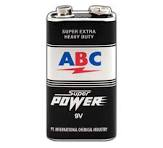 SUPER EXTRA
HEAVY DUTY
ABC
Super
POWER
9V
PT. INTERNATIONAL CHEMICAL INDUSTRY